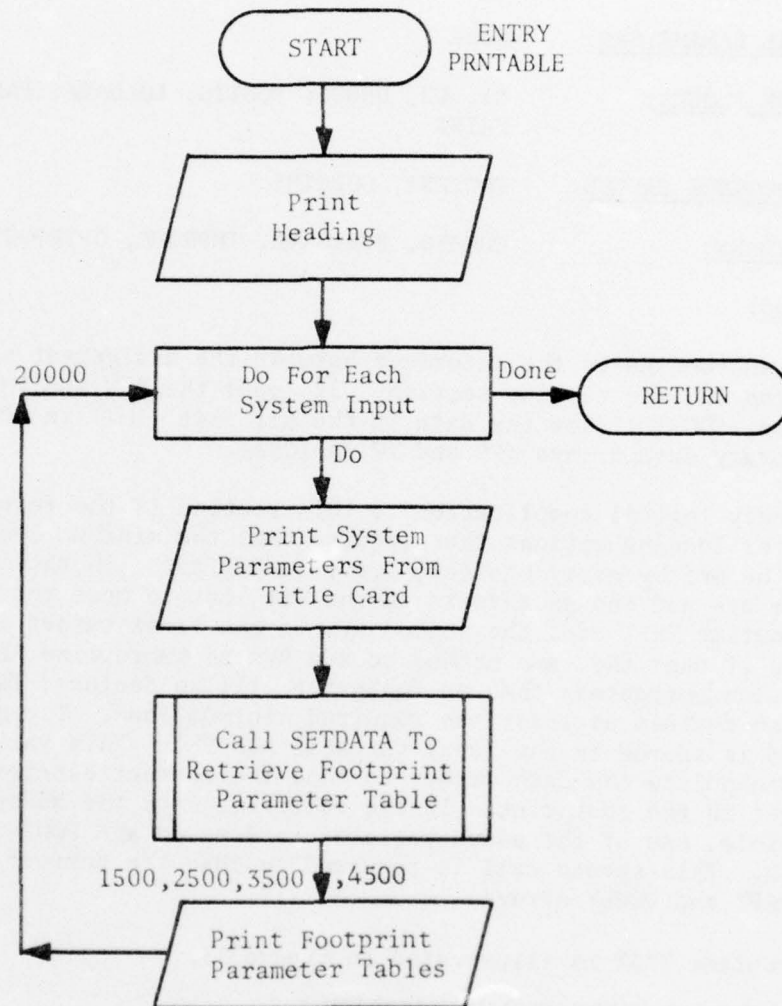 START
ENTRY
PRNTABLE
Print
Heading
20000
Do For Each
System Input
Done
RETURN
Do
Print System
Parameters From
Title Card
Call SETDATA To
Retrieve Footprint
Parameter Table
1500,2500,3500 ,4500
Print Footprint
Parameter Tables